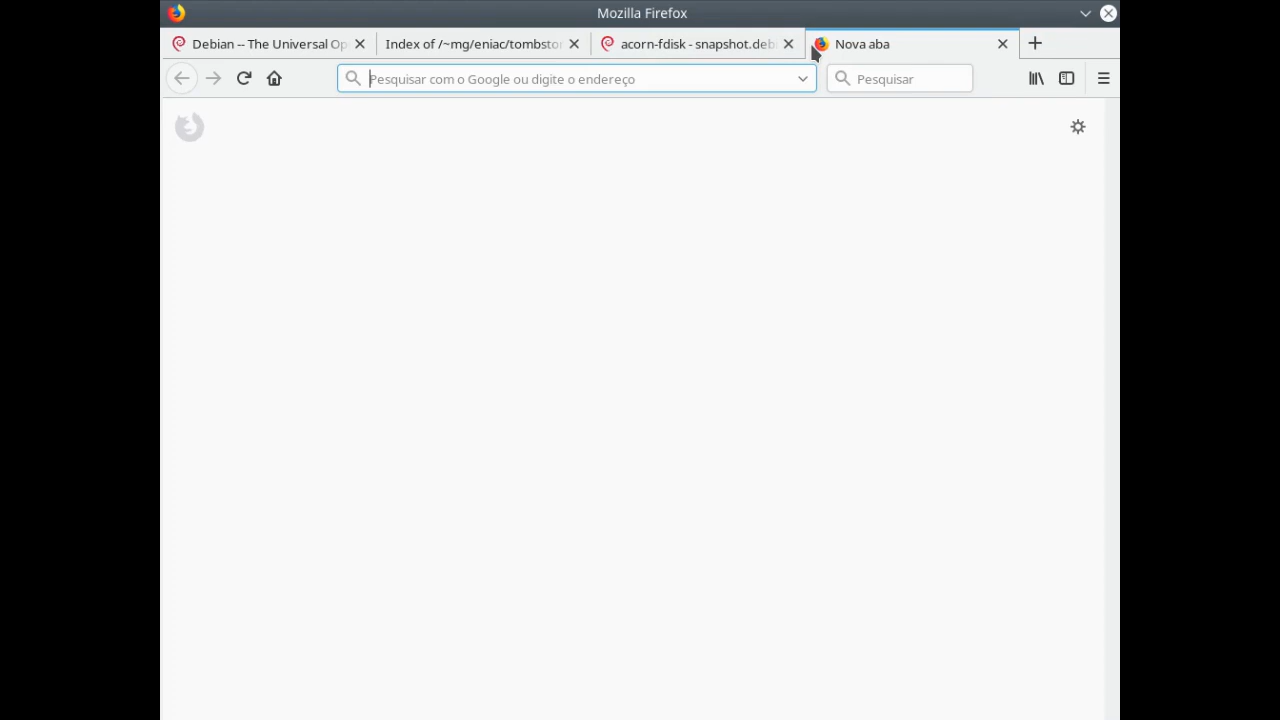 Mozilla Firefox
Debian -- The Universal Op
Index of /~mg/eniac/tombsto
acorn-fdisk - snapshot.deb
Nova aba
Pesquisar com o Google ou digite o endereço
Pesquisar